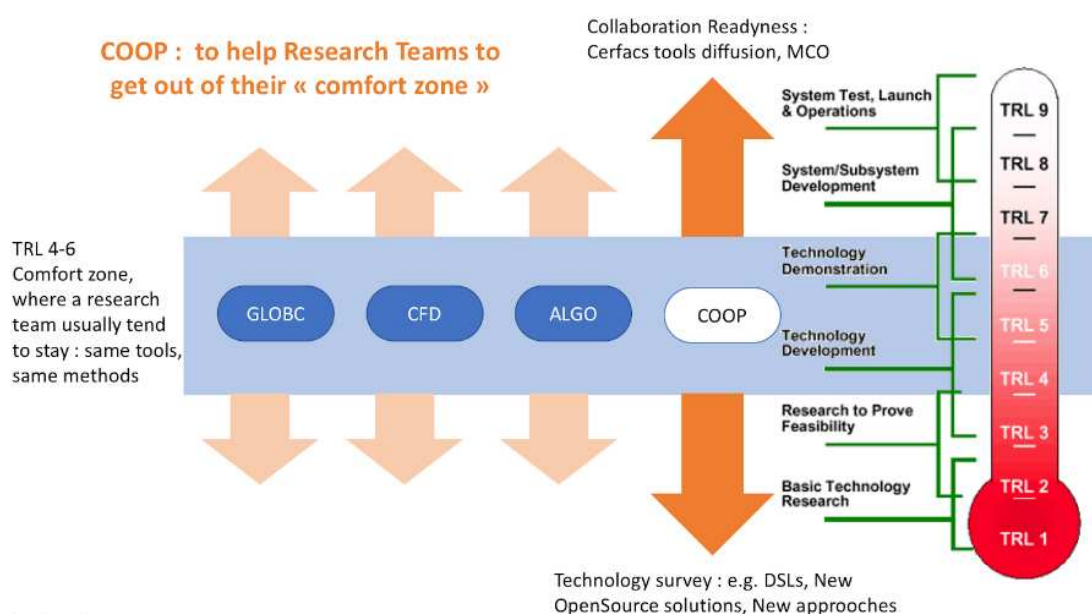 COOP : to help Research Teams to
get out of their « comfort zone »
Collaboration Readyness :
Cerfacs tools diffusion, MCO
System Test, Launch
& Operations
System/Subsystem
Development
Technology
Demonstration
Technology
Development
Research to Prove
Feasibility
Basic Technology
Research
TRL 9
TRL 8
TRL 7
TRL 6
TRL 5
TRL 4
TRL 3
TRL 2
TRL 1
TRL 4-6
Comfort zone,
where a research
team usually tend
to stay : same tools,
same methods
GLOBC
CFD
ALGO
COOP
Technology survey : e.g. DSLs, New
OpenSource solutions, New approoches